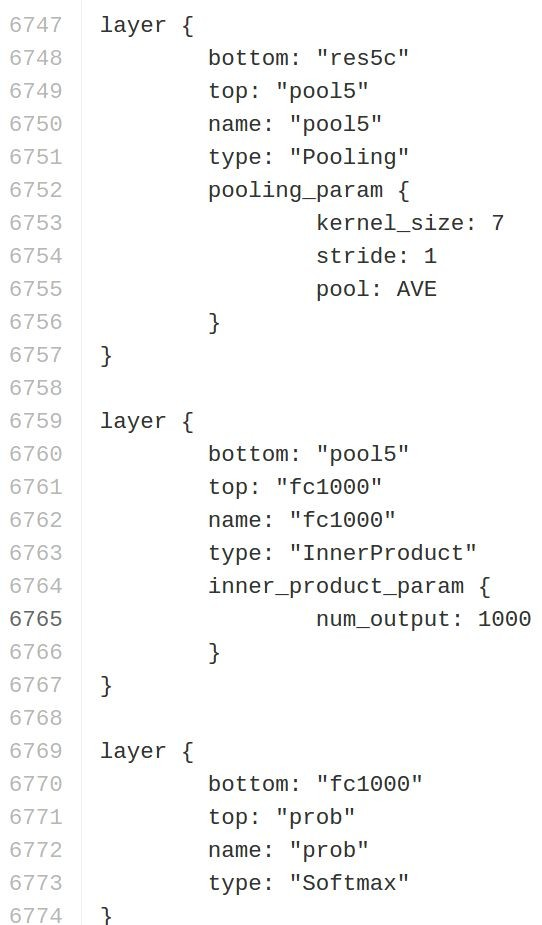 6747 layer {
6748 bottom: "res5c"
6749 top: "pool5"
6750 name: "pool5"
6751 type: "Pooling"
6752 pooling_param {
6753 kernel_size: 7
6754 stride: 1
6755 pool: AVE
6756 }
6757 }
6758
6759 layer {
6760 bottom: "pool5"
6761 top: "fc1000"
6762 name: "fc1000"
6763 type: "InnerProduct"
6764 inner_product_param {
6765 num_output: 1000
6766 }
6767 }
6768
6769 layer {
6770 bottom: "fc1000"
6771 top: "prob"
6772 name: "prob"
6773 type: "Softmax"
6774 }